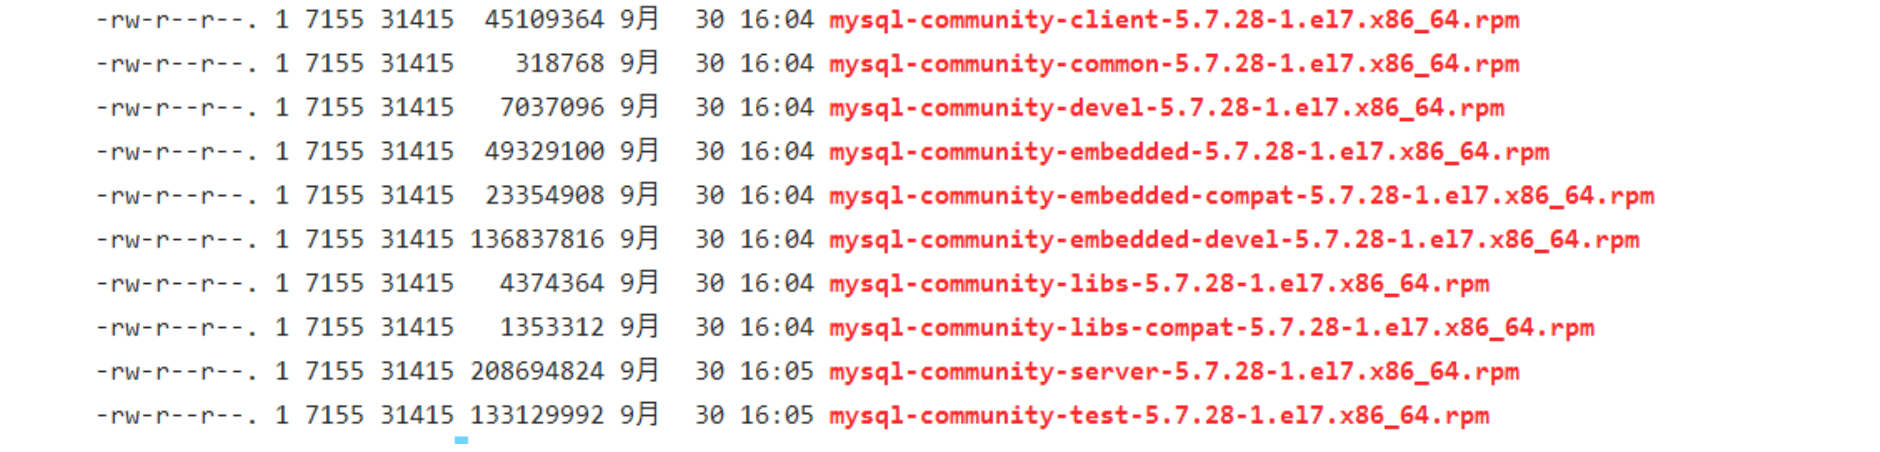 -rw-r--r--. 1 7155 31415  45109364 9月  30 16:04 mysql-community-client-5.7.28-1.el7.x86_64.rpm
-rw-r--r--. 1 7155 31415    318768 9月  30 16:04 mysql-community-common-5.7.28-1.el7.x86_64.rpm
-rw-r--r--. 1 7155 31415   7037096 9月  30 16:04 mysql-community-devel-5.7.28-1.el7.x86_64.rpm
-rw-r--r--. 1 7155 31415  49329100 9月  30 16:04 mysql-community-embedded-5.7.28-1.el7.x86_64.rpm
-rw-r--r--. 1 7155 31415  23354908 9月  30 16:04 mysql-community-embedded-compat-5.7.28-1.el7.x86_64.rpm
-rw-r--r--. 1 7155 31415 136837816 9月  30 16:04 mysql-community-embedded-devel-5.7.28-1.el7.x86_64.rpm
-rw-r--r--. 1 7155 31415   4374364 9月  30 16:04 mysql-community-libs-5.7.28-1.el7.x86_64.rpm
-rw-r--r--. 1 7155 31415   1353312 9月  30 16:04 mysql-community-libs-compat-5.7.28-1.el7.x86_64.rpm
-rw-r--r--. 1 7155 31415 208694824 9月  30 16:05 mysql-community-server-5.7.28-1.el7.x86_64.rpm
-rw-r--r--. 1 7155 31415 133129992 9月  30 16:05 mysql-community-test-5.7.28-1.el7.x86_64.rpm